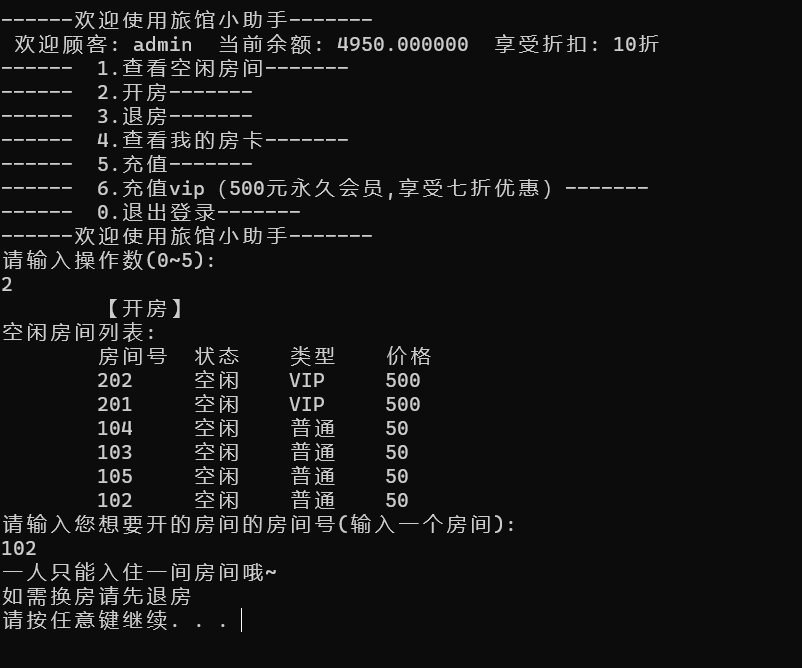 ------欢迎使用旅馆小助手-------
欢迎顾客: admin  当前余额: 4950.000000  享受折扣: 10折
------  1.查看空闲房间-------
------  2.开房-------
------  3.退房-------
------  4.查看我的房卡-------
------  5.充值-------
------  6.充值vip（500元永久会员,享受七折优惠）-------
------  0.退出登录-------
------欢迎使用旅馆小助手-------
请输入操作数(0~5):
2
【开房】
空闲房间列表:
房间号  状态    类型    价格
202     空闲    VIP     500
201     空闲    VIP     500
104     空闲    普通    50
103     空闲    普通    50
105     空闲    普通    50
102     空闲    普通    50
请输入您想要开的房间的房间号(输入一个房间):
102
一人只能入住一间房间哦~
如需换房请先退房
请按任意键继续. . .